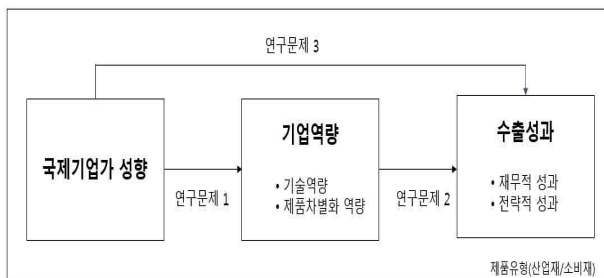 연구문제 3
국제기업가 성향
연구문제 1
기업역량
• 기술역량
• 제품차별화 역량
연구문제 2
수출성과
• 재무적 성과
• 전략적 성과
제품유형(산업재/소비재)